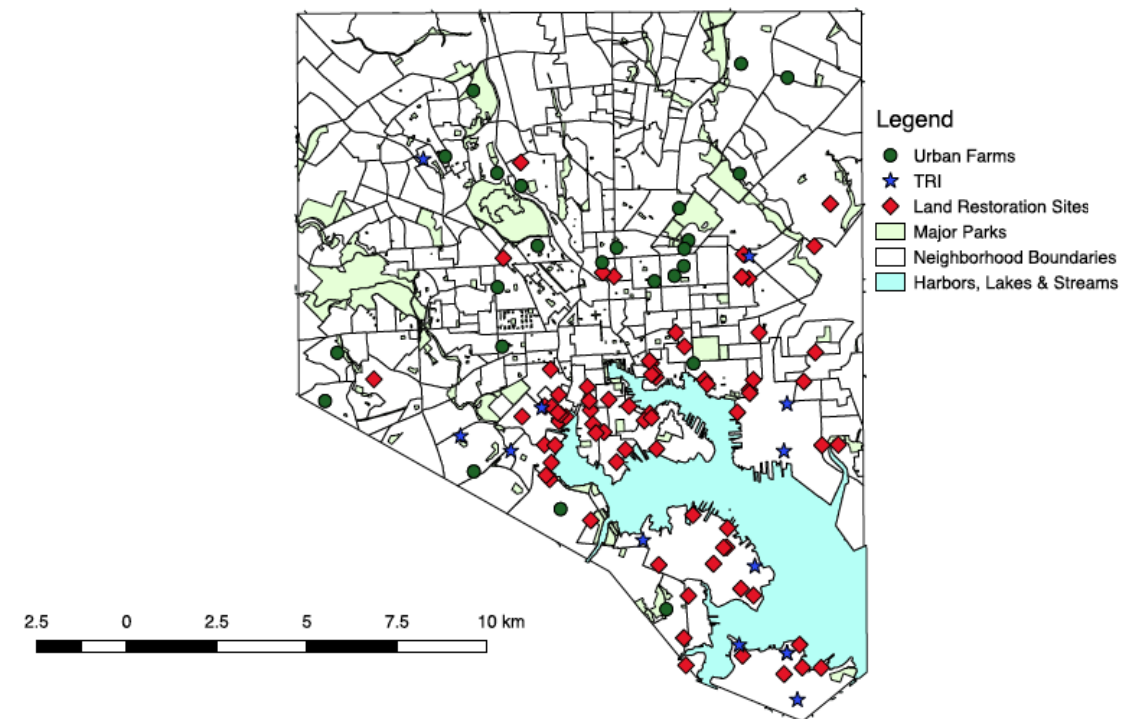 Legend
Urban Farms
TRI
Land Restoration Sites
Major Parks
Neighborhood Boundaries
Harbors, Lakes & Streams
2.5 0 2.5 5 7.5 10 km